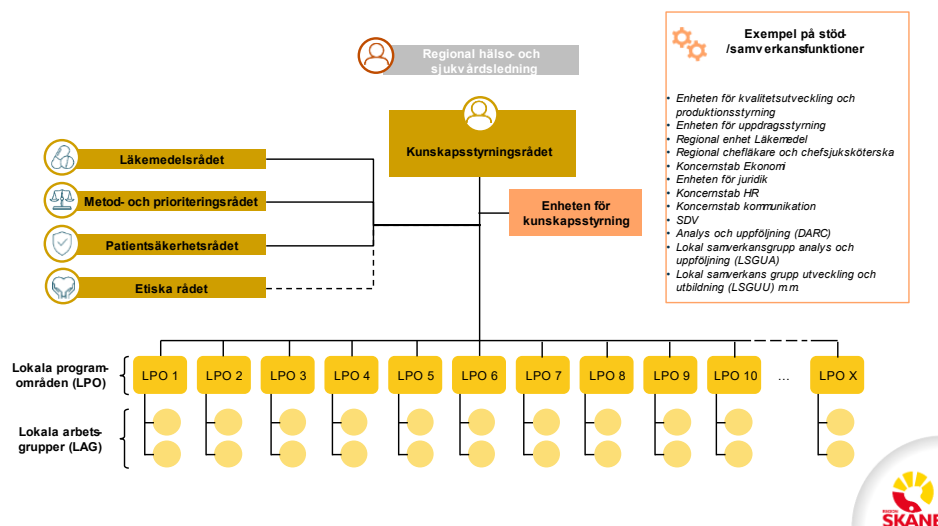 Regional hälso- och
sjukvårdsledning
Kunskapsstyrningsrådet
Läkemedelsrådet
Metod- och prioriteringsrådet
Patientsäkerhetsrådet
Etiska rådet
Enheten för
kunskapsstyrning
Exempel på stöd-
/samverkansfunktioner
• Enheten för kvalitetsutveckling och
produktionsstyrning
• Enheten för uppdragsstyrning
• Regional enhet Läkemedel
• Regional chefläkare och chefsjuksköterska
• Koncernstab Ekonomi
• Enheten för juridik
• Koncernstab HR
• Koncernstab kommunikation
• SDV
• Analys och uppföljning (DARC)
• Lokal samverkansgrupp analys och
uppföljning (LSGUA)
• Lokal samverkans grupp utveckling och
utbildning (LSGUU) m.m.
Lokala program-
områden (LPO)
LPO 1
LPO 2
LPO 3
LPO 4
LPO 5
LPO 6
LPO 7
LPO 8
LPO 9
LPO 10
...
LPO X
Lokala arbets-
grupper (LAG)
REGION
SKÅNE